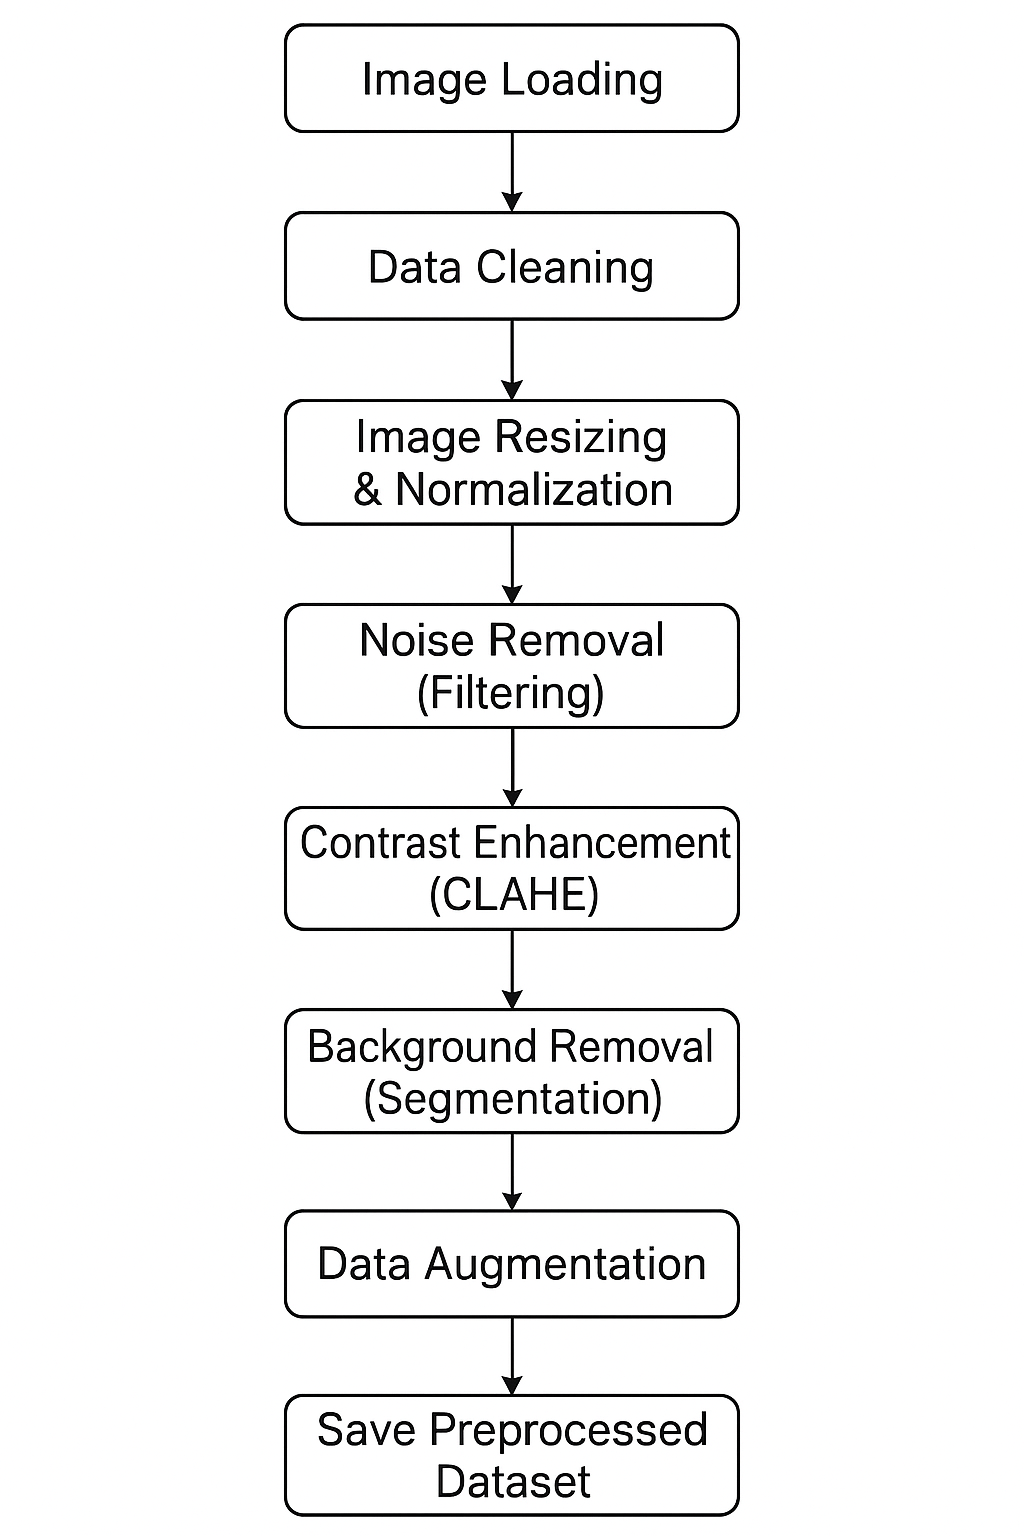 Image Loading
Data Cleaning
Image Resizing
& Normalization
Noise Removal
(Filtering)
Contrast Enhancement
(CLAHE)
Background Removal
(Segmentation)
Data Augmentation
Save Preprocessed
Dataset